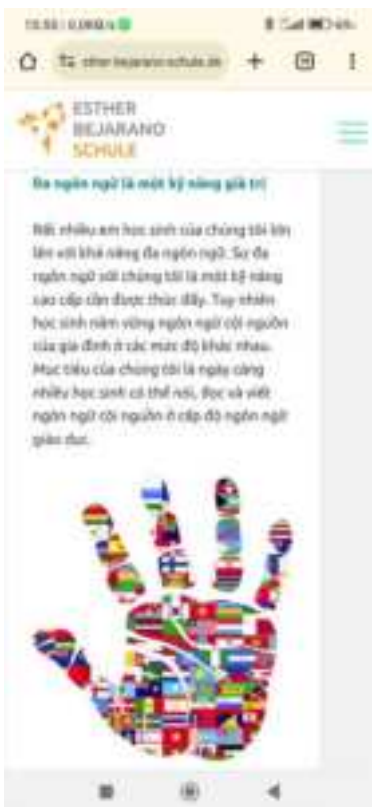 ESTHER
BEJARANO
SCHULE
Đa ngôn ngữ là một kỹ năng giá trị
Rất nhiều em học sinh của chúng tôi lớn
lên với khả năng đa ngôn ngữ. Sự đa
ngôn ngữ với chúng tôi là một kỹ năng
cao cấp cần được thúc đẩy. Tuy nhiên
học sinh nắm vững ngôn ngữ cội nguồn
của gia đình ở các mức độ khác nhau.
Mục tiêu của chúng tôi là ngày càng
nhiều học sinh có thể nói, đọc và viết
ngôn ngữ cội nguồn ở cấp độ ngôn ngữ
giáo dục.